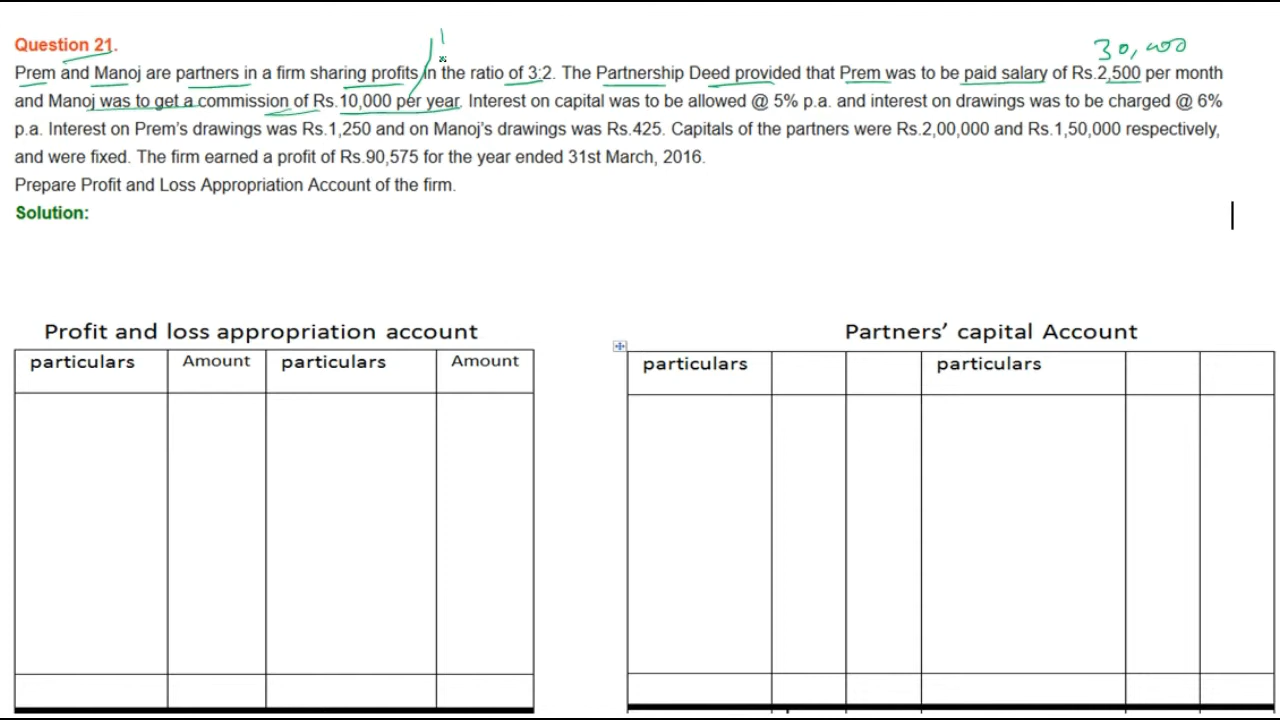 Question 21.
30,000
Prem and Manoj are partners in a firm sharing profits in the ratio of 3:2. The Partnership Deed provided that Prem was to be paid salary of Rs.2,500 per month
and Manoj was to get a commission of Rs.10,000 per year. Interest on capital was to be allowed @ 5% p.a. and interest on drawings was to be charged @ 6%
p.a. Interest on Prem's drawings was Rs.1,250 and on Manoj's drawings was Rs.425. Capitals of the partners were Rs.2,00,000 and Rs.1,50,000 respectively,
and were fixed. The firm earned a profit of Rs.90,575 for the year ended 31st March, 2016.
Prepare Profit and Loss Appropriation Account of the firm.
Solution:
Profit and loss appropriation account
particulars Amount particulars Amount
Partners' capital Account
particulars particulars